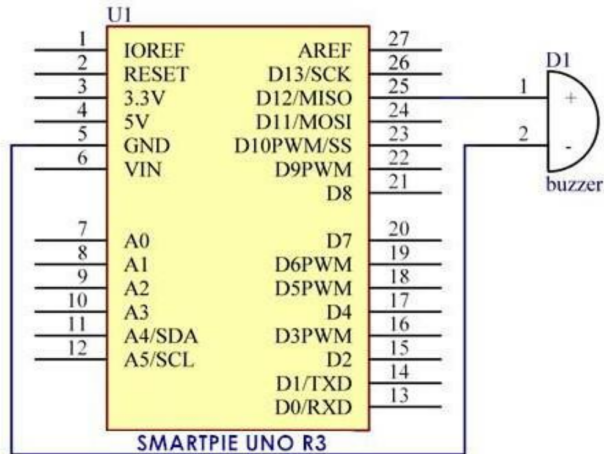 U1
1 IOREF
2 RESET
3 3.3V
4 5V
5 GND
6 VIN
7 A0
8 A1
9 A2
10 A3
11 A4/SDA
12 A5/SCL
AREF 27
D13/SCK 26
D12/MISO 25
D11/MOSI 24
D10PWM/SS 23
D9PWM 22
D8 21
D7 20
D6PWM 19
D5PWM 18
D4 17
D3PWM 16
D2 15
D1/TXD 14
D0/RXD 13
SMARTPIE UNO R3
D1
1 +
2 -
buzzer